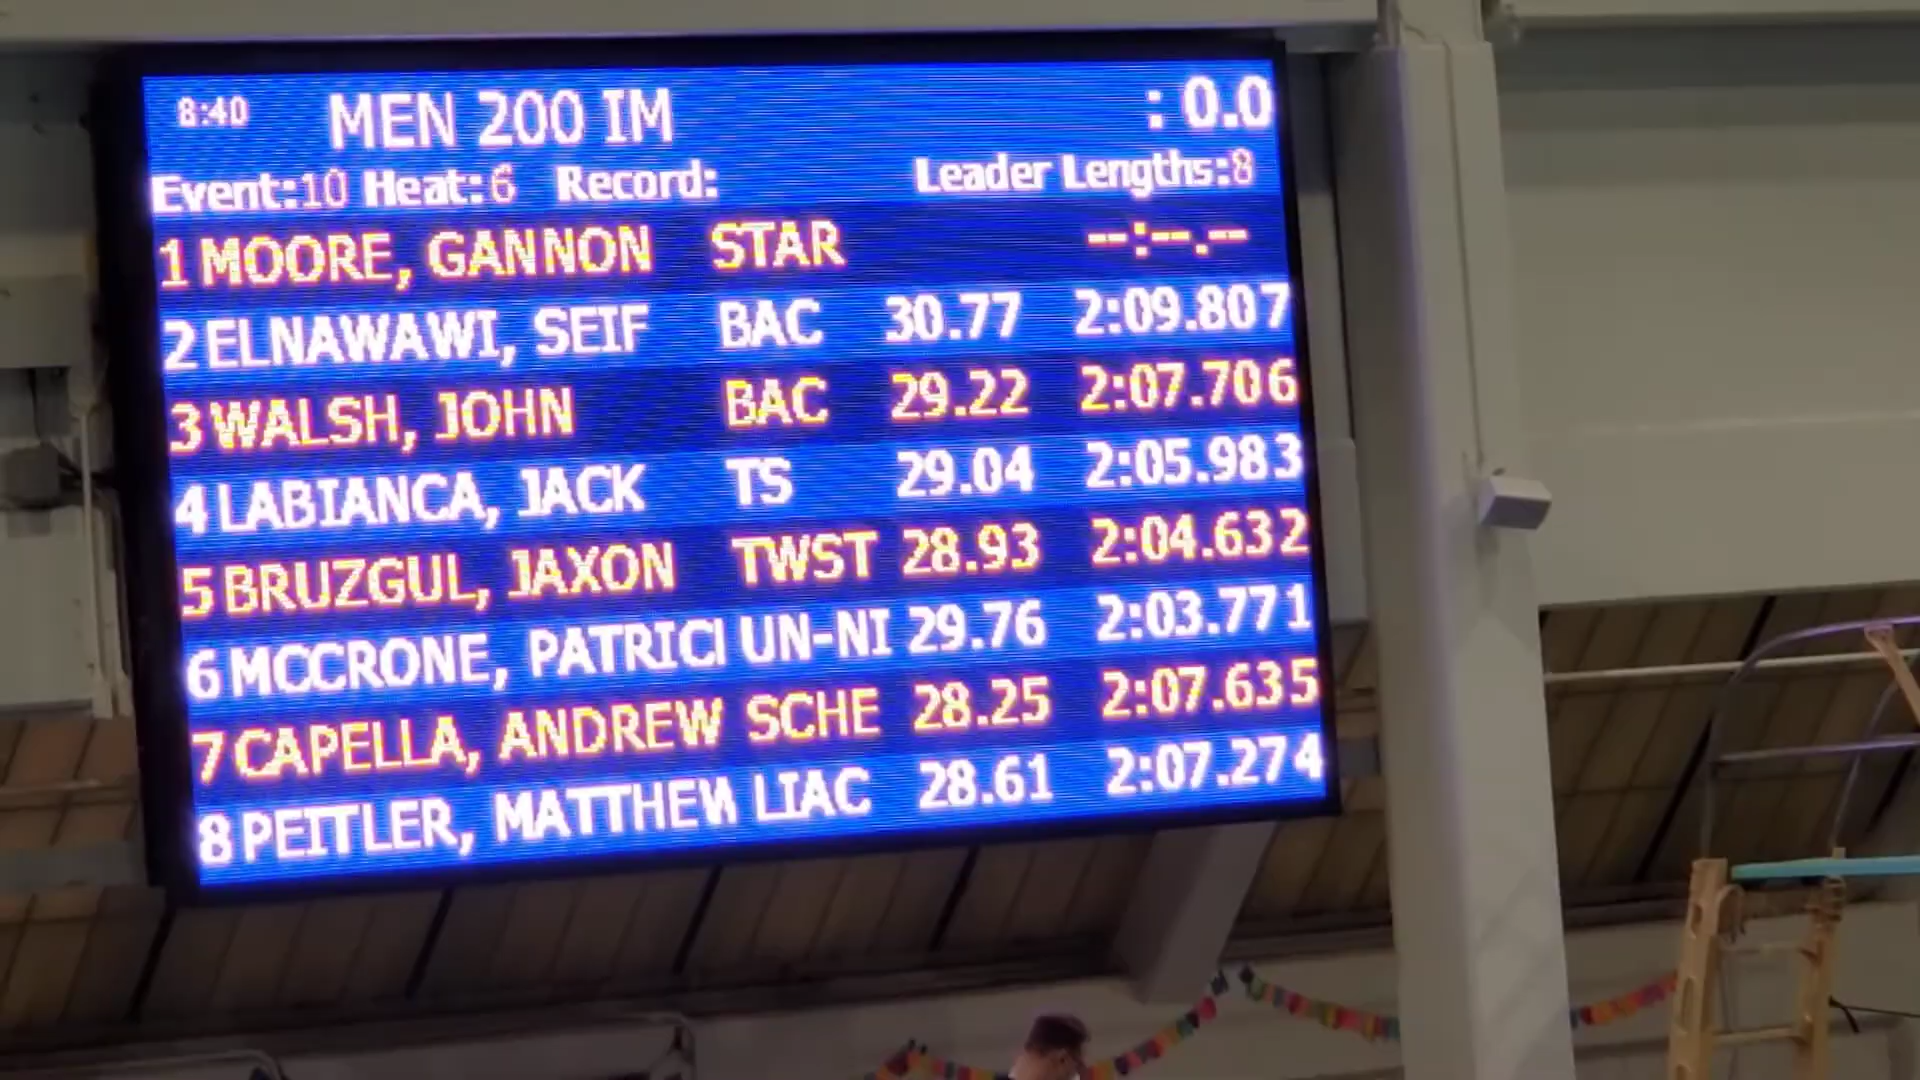 8:40 MEN 200 IM : 0.0
Event:10 Heat:6 Record: Leader Lengths:8
1 MOORE, GANNON STAR --:--.--
2 ELNAWAWI, SEIF BAC 30.77 2:09.807
3 WALSH, JOHN BAC 29.22 2:07.706
4 LABIANCA, JACK TS 29.04 2:05.983
5 BRUZGUL, JAXON TWST 28.93 2:04.632
6 MCCRONE, PATRICI UN-NI 29.76 2:03.771
7 CAPELLA, ANDREW SCHE 28.25 2:07.635
8 PEITLER, MATTHEW LIAC 28.61 2:07.274